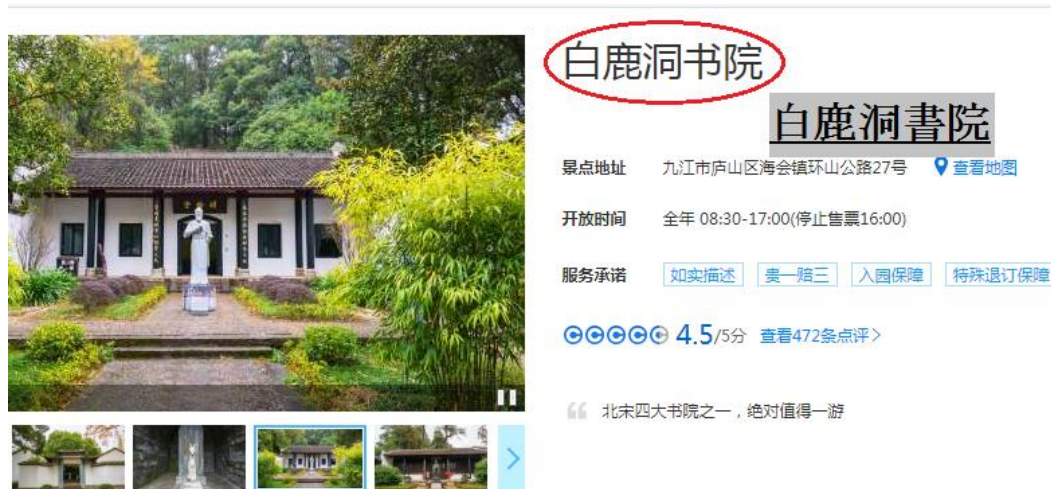 白鹿洞书院
白鹿洞書院
景点地址 九江市庐山区海会镇环山公路27号 查看地图
开放时间 全年 08:30-17:00(停止售票16:00)
服务承诺 如实描述 贵一赔三 入园保障 特殊退订保障
4.5/5分 查看472条点评>
北宋四大书院之一，绝对值得一游